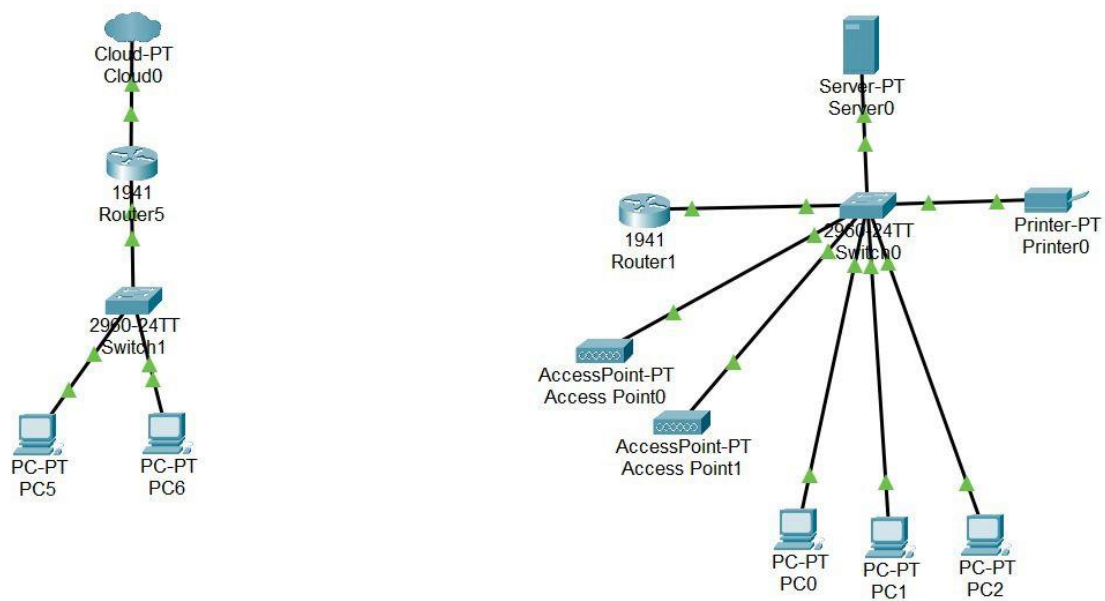 Cloud-PT
Cloud0
1941
Router5
2960-24TT
Switch1
PC-PT
PC5
PC-PT
PC6
Server-PT
Server0
1941
Router1
2960-24TT
Switch0
Printer-PT
Printer0
AccessPoint-PT
Access Point0
AccessPoint-PT
Access Point1
PC-PT
PC0
PC-PT
PC1
PC-PT
PC2